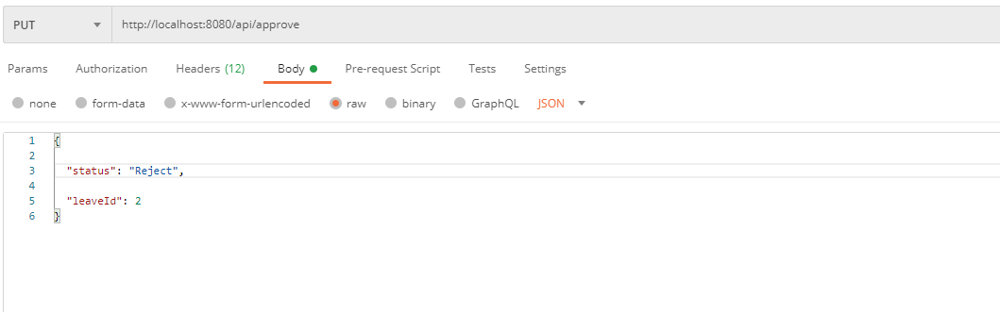 PUT http://localhost:8080/api/approve
Params Authorization Headers (12) Body Pre-request Script Tests Settings
none form-data x-www-form-urlencoded raw binary GraphQL JSON
1 {
2
3 "status": "Reject",
4
5 "leaveId": 2
6 }